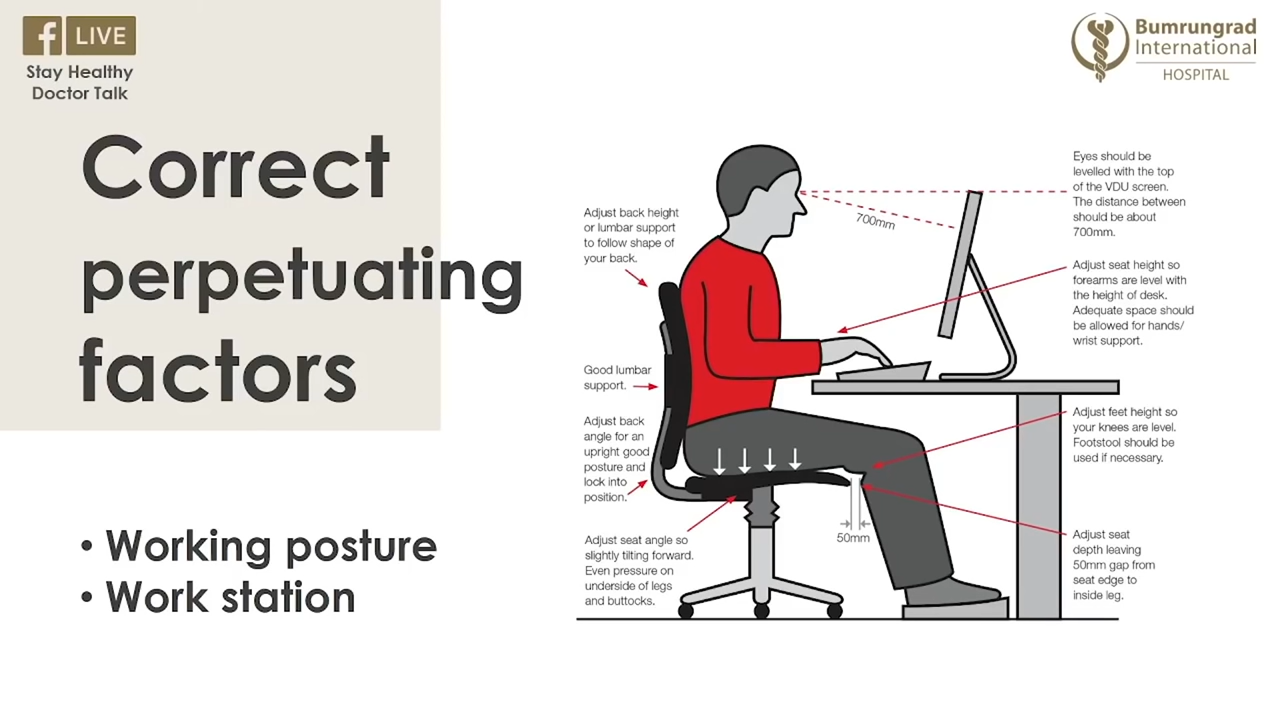 f LIVE
Stay Healthy
Doctor Talk
Bumrungrad
International
HOSPITAL
Correct
perpetuating
factors
• Working posture
• Work station
Adjust back height
or lumbar support
to follow shape of
your back.
Good lumbar
support.
Adjust back
angle for an
upright good
posture and
lock into
position.
Adjust seat angle so
slightly tilting forward.
Even pressure on
underside of legs
and buttocks.
700mm
50mm
Eyes should be
levelled with the top
of the VDU screen.
The distance between
should be about
700mm.
Adjust seat height so
forearms are level with
the height of desk.
Adequate space should
be allowed for hands/
wrist support.
Adjust feet height so
your knees are level.
Footstool should be
used if necessary.
Adjust seat
depth leaving
50mm gap from
seat edge to
inside leg.